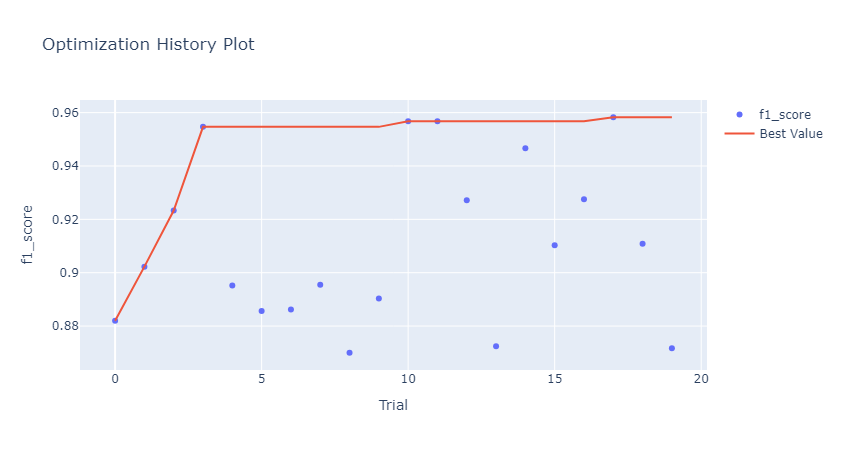 Optimization History Plot
0.96
0.94
0.92
0.9
0.88
f1_score
0
5
10
15
20
Trial
f1_score
Best Value